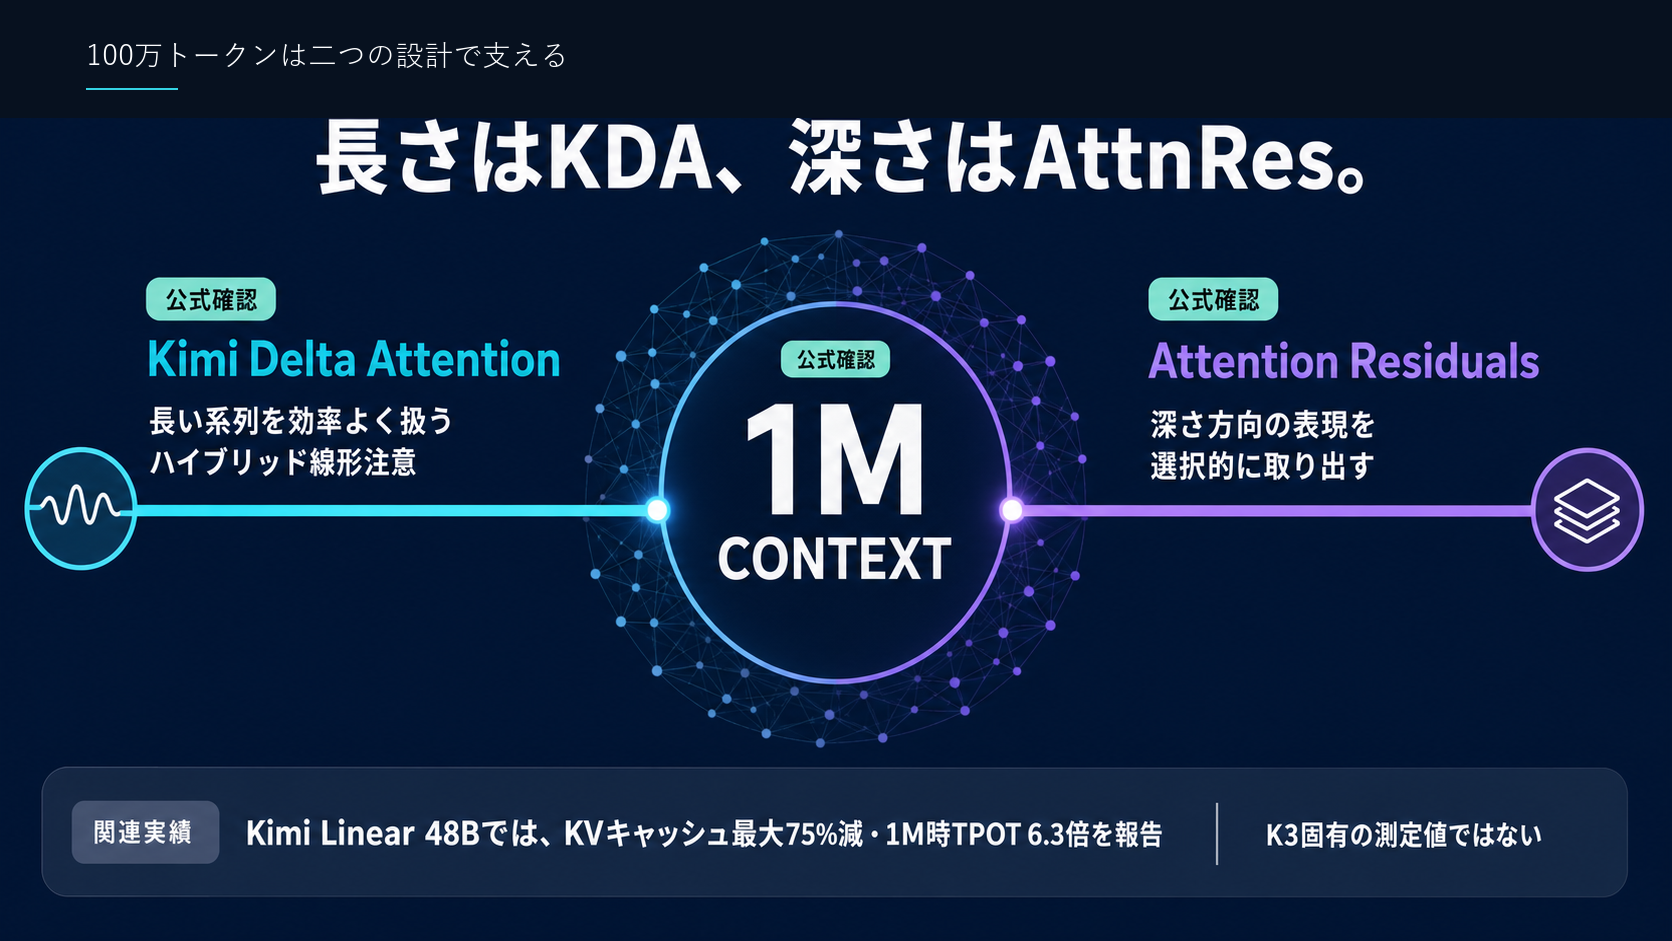 100万トークンは二つの設計で支える
長さはKDA、深さはAttnRes。
公式確認
Kimi Delta Attention
長い系列を効率よく扱う
ハイブリッド線形注意
公式確認
1M
CONTEXT
公式確認
Attention Residuals
深さ方向の表現を
選択的に取り出す
関連実績
Kimi Linear 48Bでは、KVキャッシュ最大75%減・1M時TPOT 6.3倍を報告
K3固有の測定値ではない